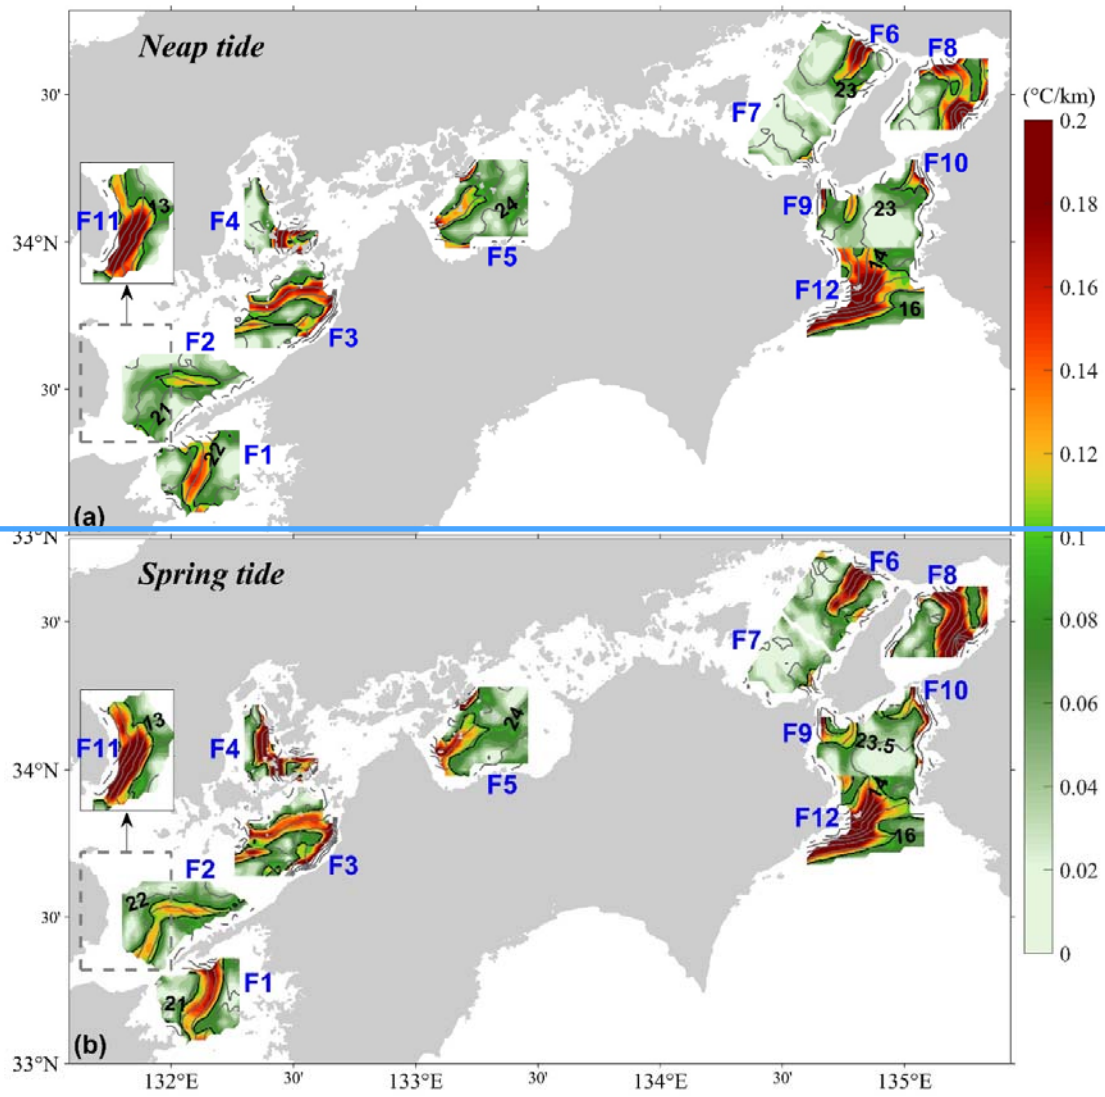 Neap tide
F6
F8
30'
(°C/km)
23
0.2
F7
F10
F11
13
F4
F9
23
0.18
24
34°N
F5
14
F12
16
0.16
F2
F3
0.14
30'
21
22
F1
0.12
(a)
33°N
0.1
Spring tide
F6
F8
30'
0.08
F7
F10
F11
13
F4
24
F9
23.5
0.06
34°N
F5
14
F12
16
0.04
F2
F3
22
0.02
30'
21
F1
0
(b)
33°N
132°E
30'
133°E
30'
134°E
30'
135°E